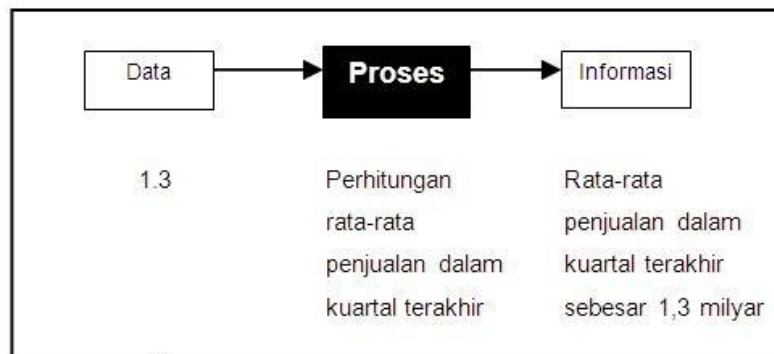 Data Proses Informasi
1.3
Perhitungan
rata-rata
penjualan dalam
kuartal terakhir
Rata-rata
penjualan dalam
kuartal terakhir
sebesar 1,3 milyar